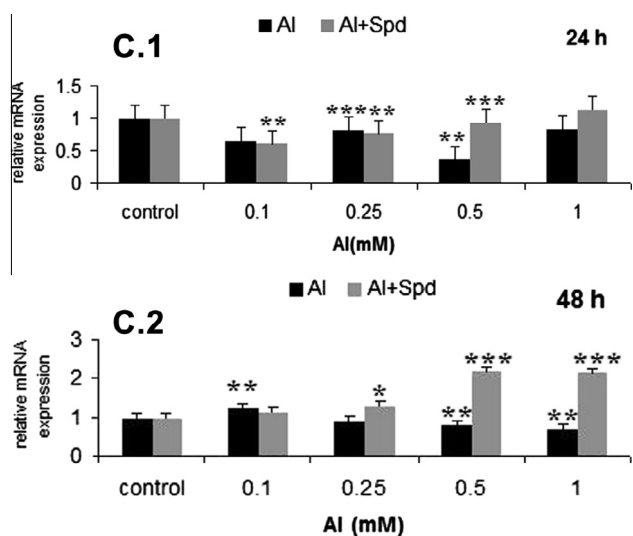 C.1
Al Al+Spd
24 h
relative mRNA
expression
1.5
1
0.5
0
**
*** **
**
***
control 0.1 0.25 0.5 1
Al(mM)
C.2
Al Al+Spd
48 h
relative mRNA
expression
3
2
1
0
**
*
**
***
**
***
control 0.1 0.25 0.5 1
Al (mM)